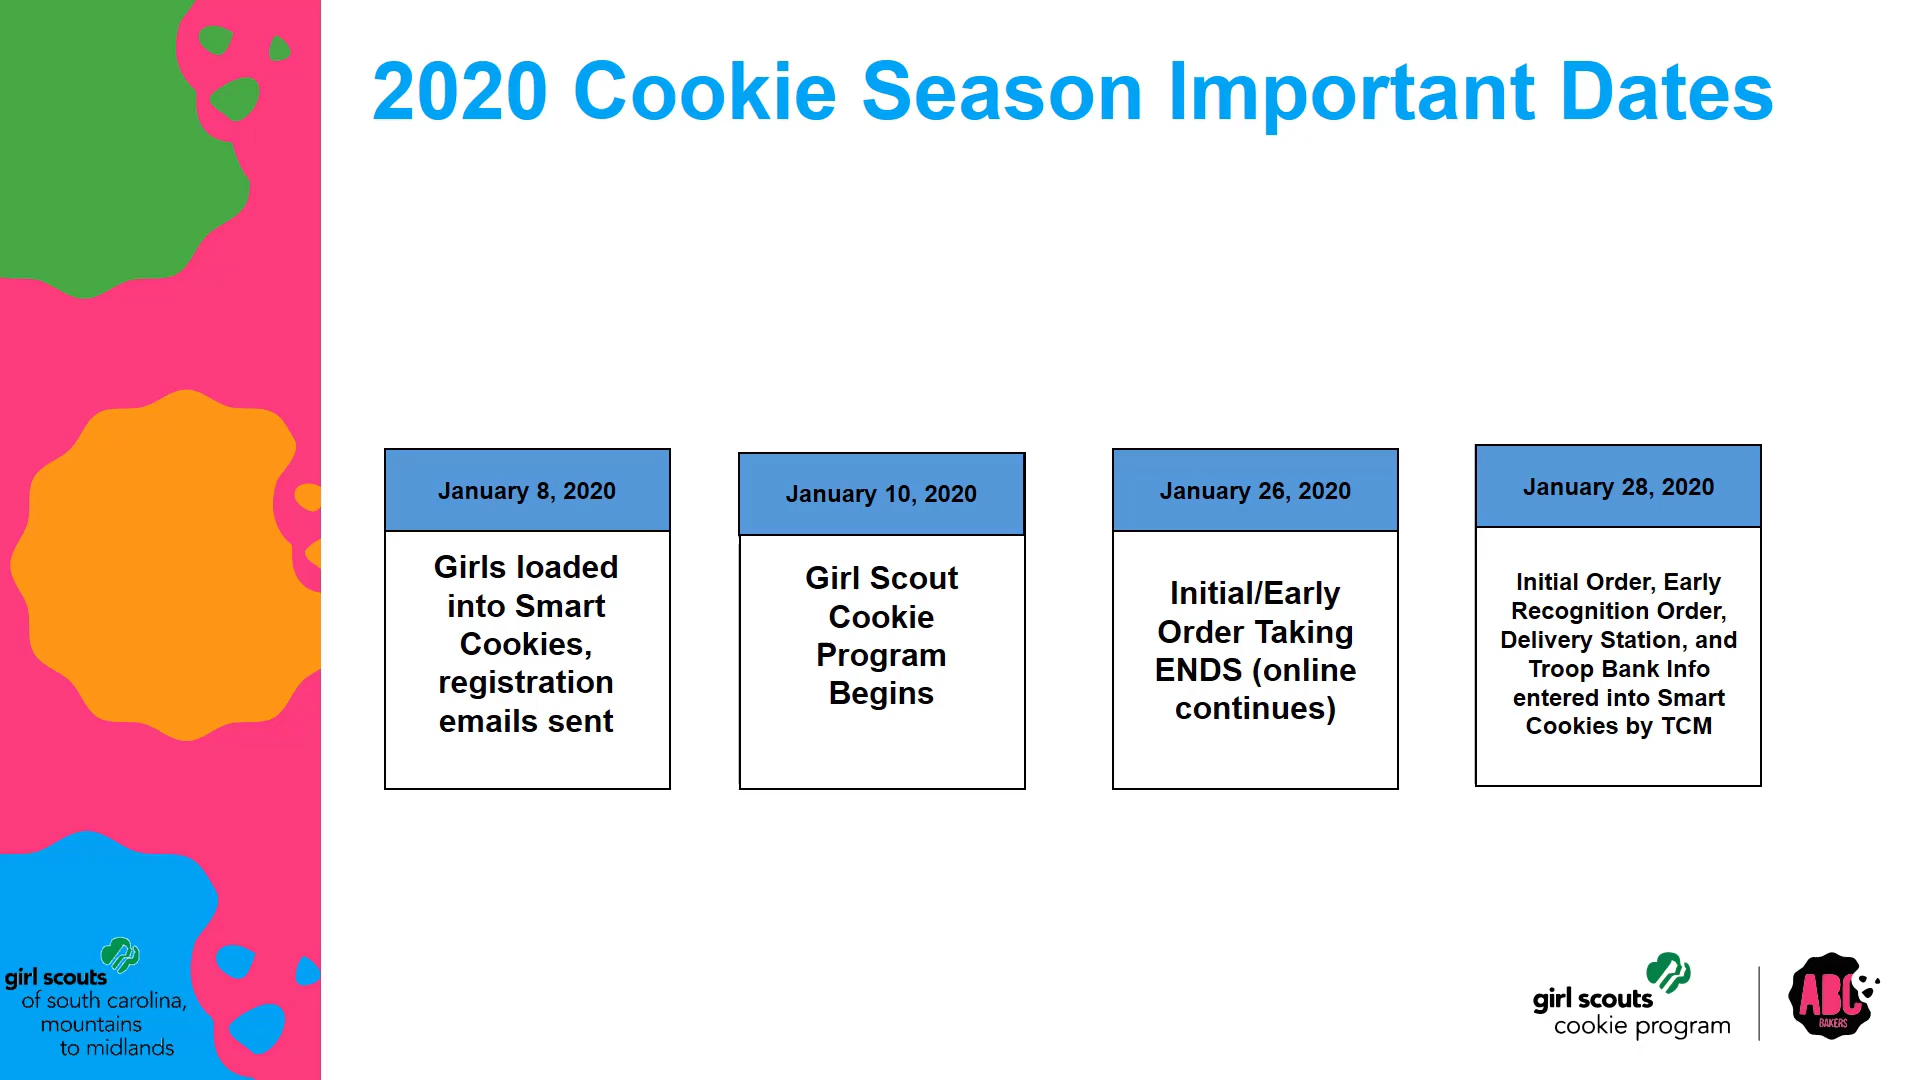 2020 Cookie Season Important Dates
January 8, 2020
Girls loaded
into Smart
Cookies,
registration
emails sent
January 10, 2020
Girl Scout
Cookie
Program
Begins
January 26, 2020
Initial/Early
Order Taking
ENDS (online
continues)
January 28, 2020
Initial Order, Early
Recognition Order,
Delivery Station, and
Troop Bank Info
entered into Smart
Cookies by TCM
girl scouts
of south carolina,
mountains
to midlands
girl scouts
cookie program
ABC
BAKERS